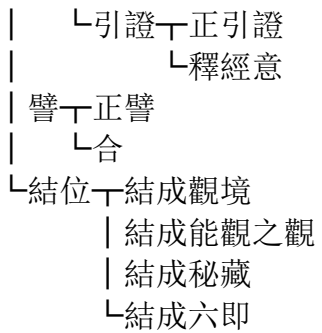 │　　└引證┬正引證
│　　　　　└釋經意
│譬┬正譬
│　└合
└結位┬結成觀境
　　　│結成能觀之觀
　　　│結成秘藏
　　　└結成六即